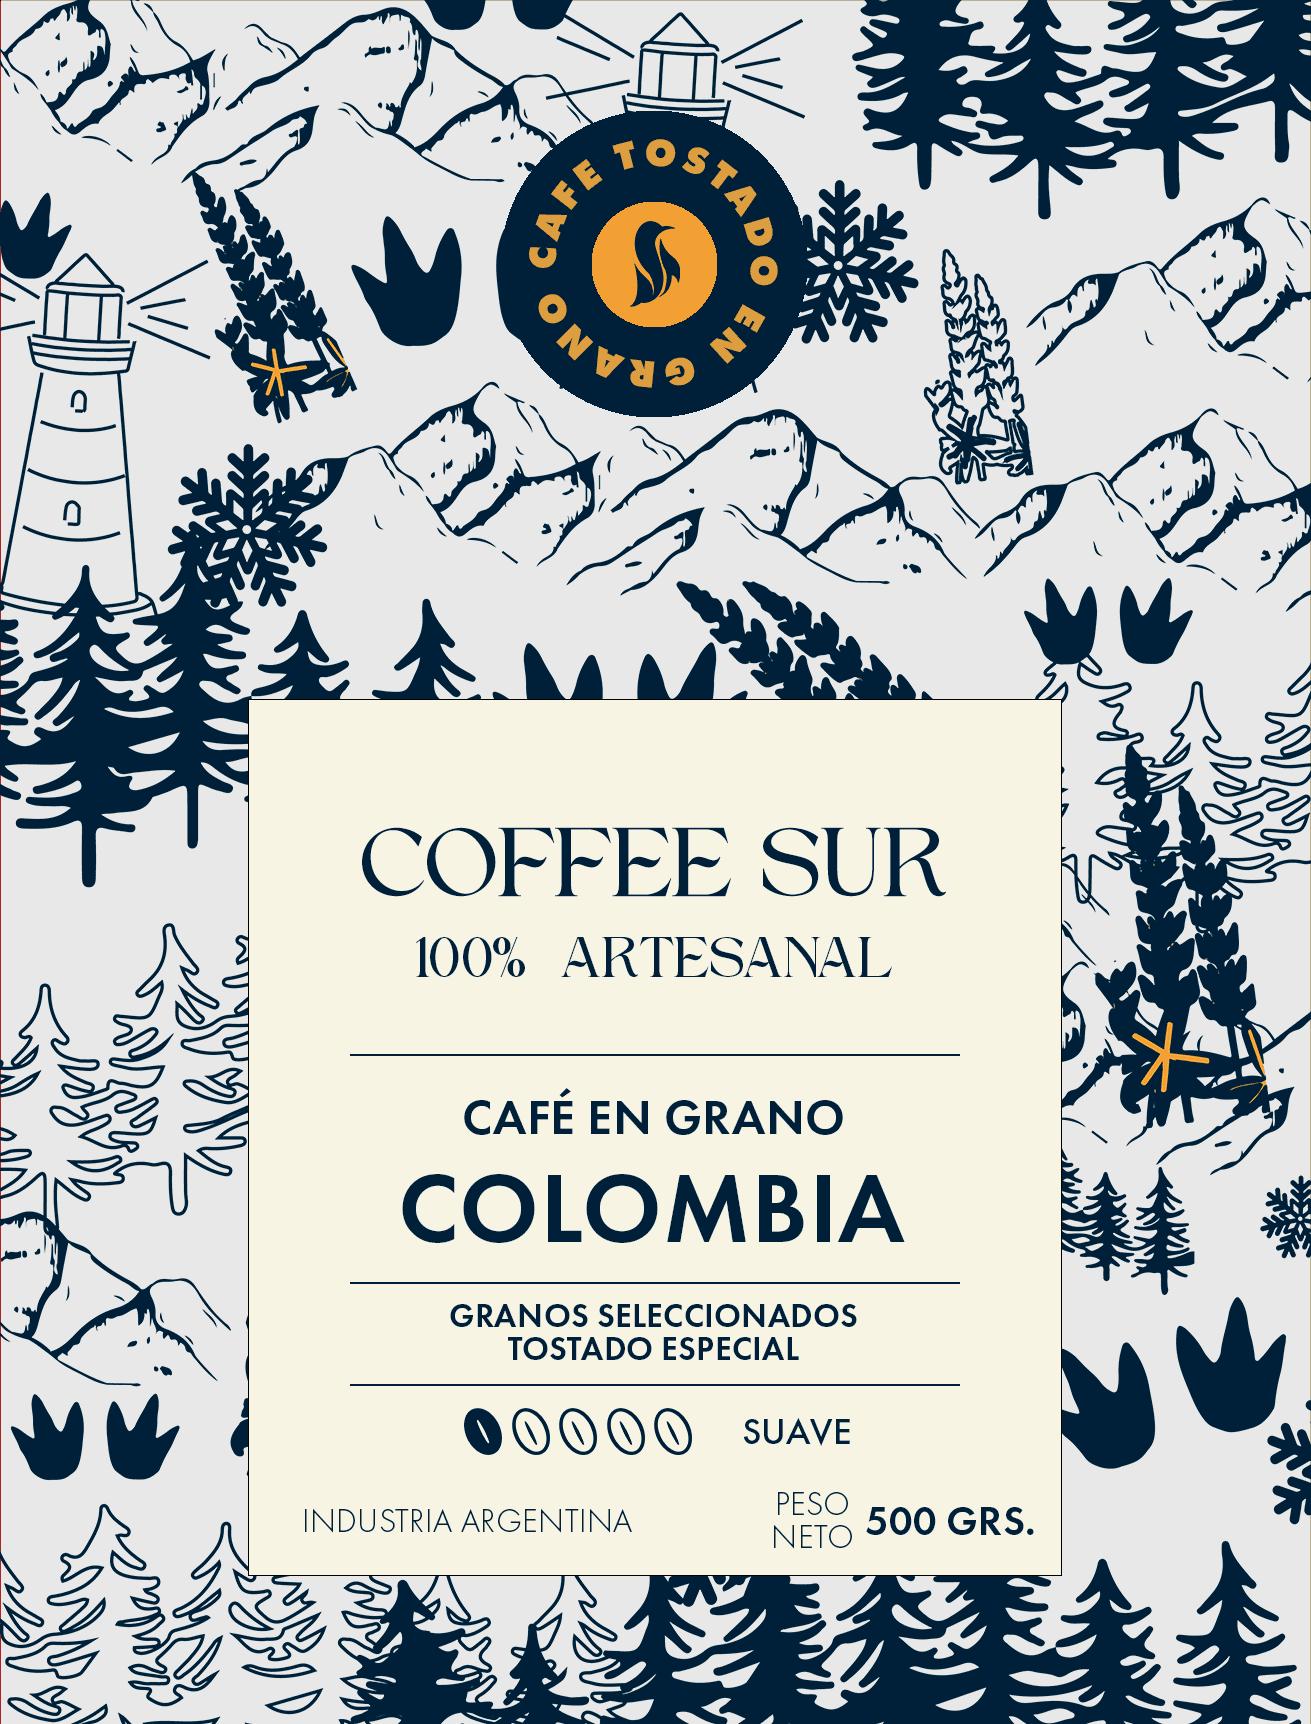 CAFE TOSTADO EN GRANO
COFFEE SUR
100% ARTESANAL
CAFÉ EN GRANO
COLOMBIA
GRANOS SELECCIONADOS
TOSTADO ESPECIAL
SUAVE
INDUSTRIA ARGENTINA
PESO
NETO 500 GRS.